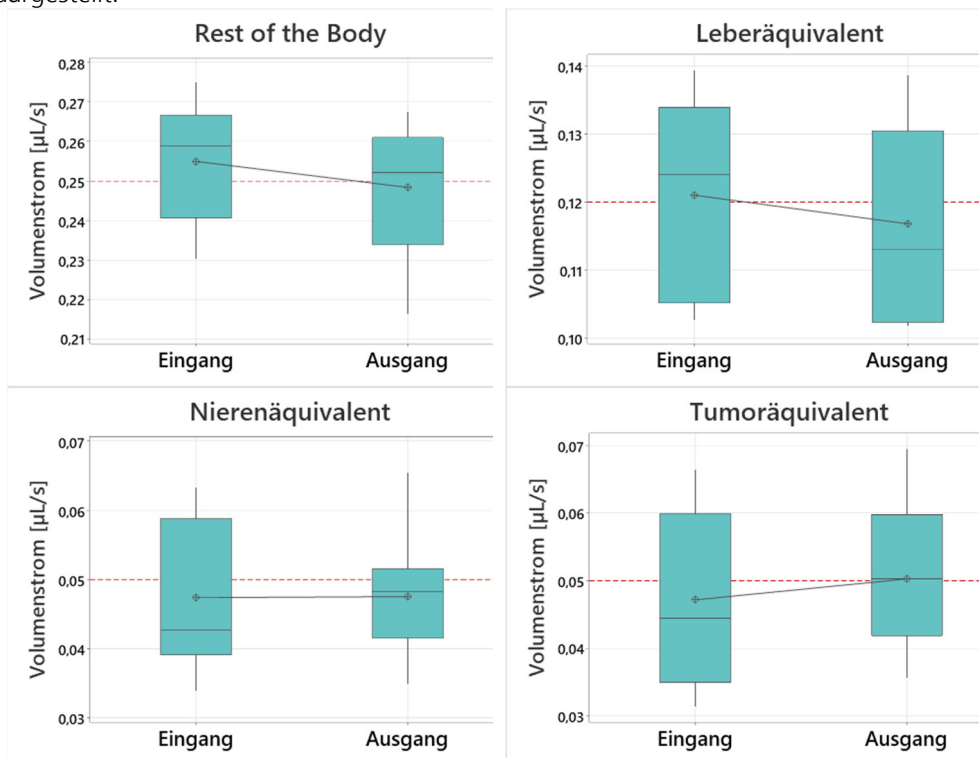 Rest of the Body
Volumenstrom [µL/s]
0,28
0,27
0,26
0,25
0,24
0,23
0,22
0,21
Eingang Ausgang
Leberäquivalent
Volumenstrom [µL/s]
0,14
0,13
0,12
0,11
0,10
Eingang Ausgang
Nierenäquivalent
Volumenstrom [µL/s]
0,07
0,06
0,05
0,04
0,03
Eingang Ausgang
Tumoräquivalent
Volumenstrom [µL/s]
0,07
0,06
0,05
0,04
0,03
Eingang Ausgang